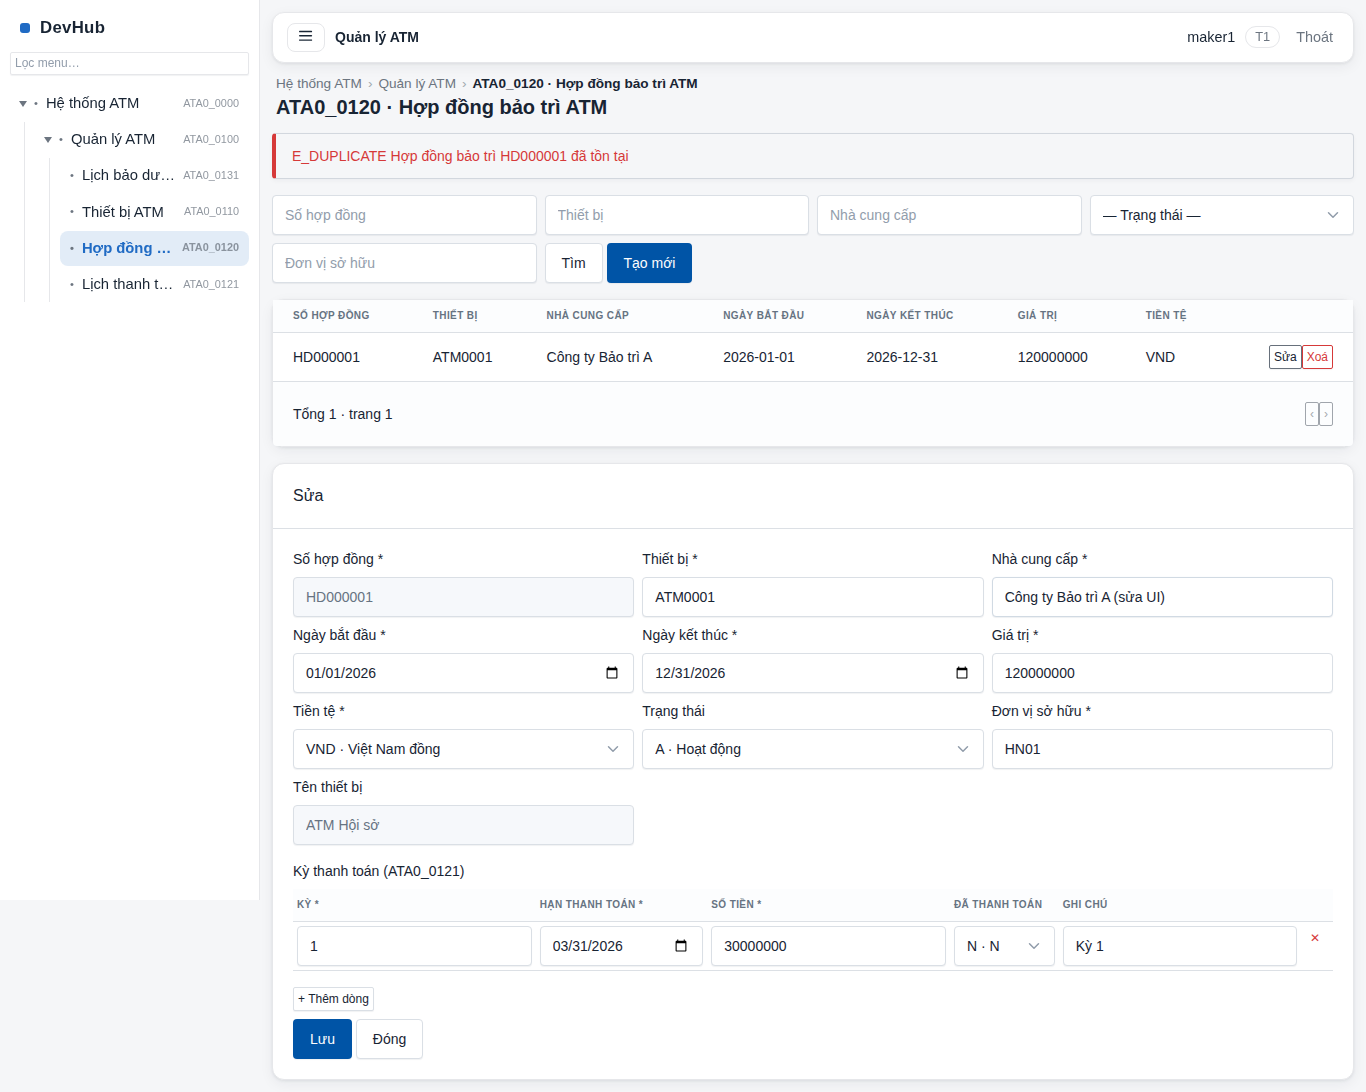 DevHub
Lọc menu…
Hệ thống ATM ATA0_0000
Quản lý ATM ATA0_0100
Lịch bảo dư… ATA0_0131
Thiết bị ATM ATA0_0110
Hợp đồng … ATA0_0120
Lịch thanh t… ATA0_0121
Quản lý ATM
maker1 T1 Thoát
Hệ thống ATM › Quản lý ATM › ATA0_0120 · Hợp đồng bảo trì ATM
ATA0_0120 · Hợp đồng bảo trì ATM
E_DUPLICATE Hợp đồng bảo trì HD000001 đã tồn tại
Số hợp đồng Thiết bị Nhà cung cấp — Trạng thái —
Đơn vị sở hữu Tìm Tạo mới
SỐ HỢP ĐỒNG THIẾT BỊ NHÀ CUNG CẤP NGÀY BẮT ĐẦU NGÀY KẾT THÚC GIÁ TRỊ TIỀN TỆ
HD000001 ATM0001 Công ty Bảo trì A 2026-01-01 2026-12-31 120000000 VND Sửa Xoá
Tổng 1 · trang 1 ‹ ›
Sửa
Số hợp đồng * Thiết bị * Nhà cung cấp *
HD000001 ATM0001 Công ty Bảo trì A (sửa UI)
Ngày bắt đầu * Ngày kết thúc * Giá trị *
01/01/2026 12/31/2026 120000000
Tiền tệ * Trạng thái Đơn vị sở hữu *
VND · Việt Nam đồng A · Hoạt động HN01
Tên thiết bị
ATM Hội sở
Kỳ thanh toán (ATA0_0121)
KỲ * HẠN THANH TOÁN * SỐ TIỀN * ĐÃ THANH TOÁN GHI CHÚ
1 03/31/2026 30000000 N · N Kỳ 1 ×
+ Thêm dòng
Lưu Đóng